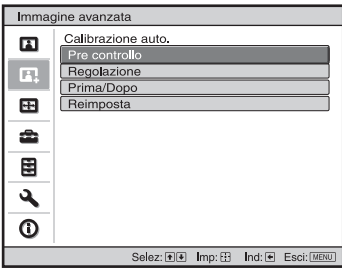 Immagine avanzata
Calibrazione auto.
Pre controllo
Regolazione
Prima/Dopo
Reimposta
Selez: Imp: Ind: Esci: MENU